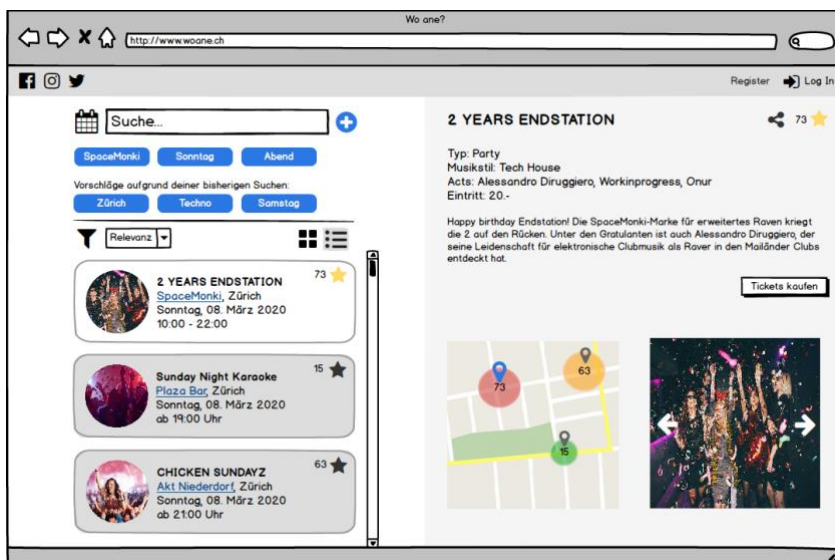 Wo ane?
http://www.woane.ch
Register
Log In
Suche...
SpaceMonki
Sonntag
Abend
Vorschläge aufgrund deiner bisherigen Suchen:
Zürich
Techno
Samstag
Relevanz
2 YEARS ENDSTATION
73
SpaceMonki, Zürich
Sonntag, 08. März 2020
10:00 - 22:00
Sunday Night Karaoke
15
Plaza Bar, Zürich
Sonntag, 08. März 2020
ab 19:00 Uhr
CHICKEN SUNDAYZ
63
Akt Niederdorf, Zürich
Sonntag, 08. März 2020
ab 21:00 Uhr
2 YEARS ENDSTATION
73
Typ: Party
Musikstil: Tech House
Acts: Alessandro Diruggiero, Workinprogress, Onur
Eintritt: 20.-
Happy birthday Endstation! Die SpaceMonki-Marke für erweitertes Raven kriegt
die 2 auf den Rücken. Unter den Gratulanten ist auch Alessandro Diruggiero, der
seine Leidenschaft für elektronische Clubmusik als Raver in den Mailänder Clubs
entdeckt hat.
Tickets kaufen
73
63
15